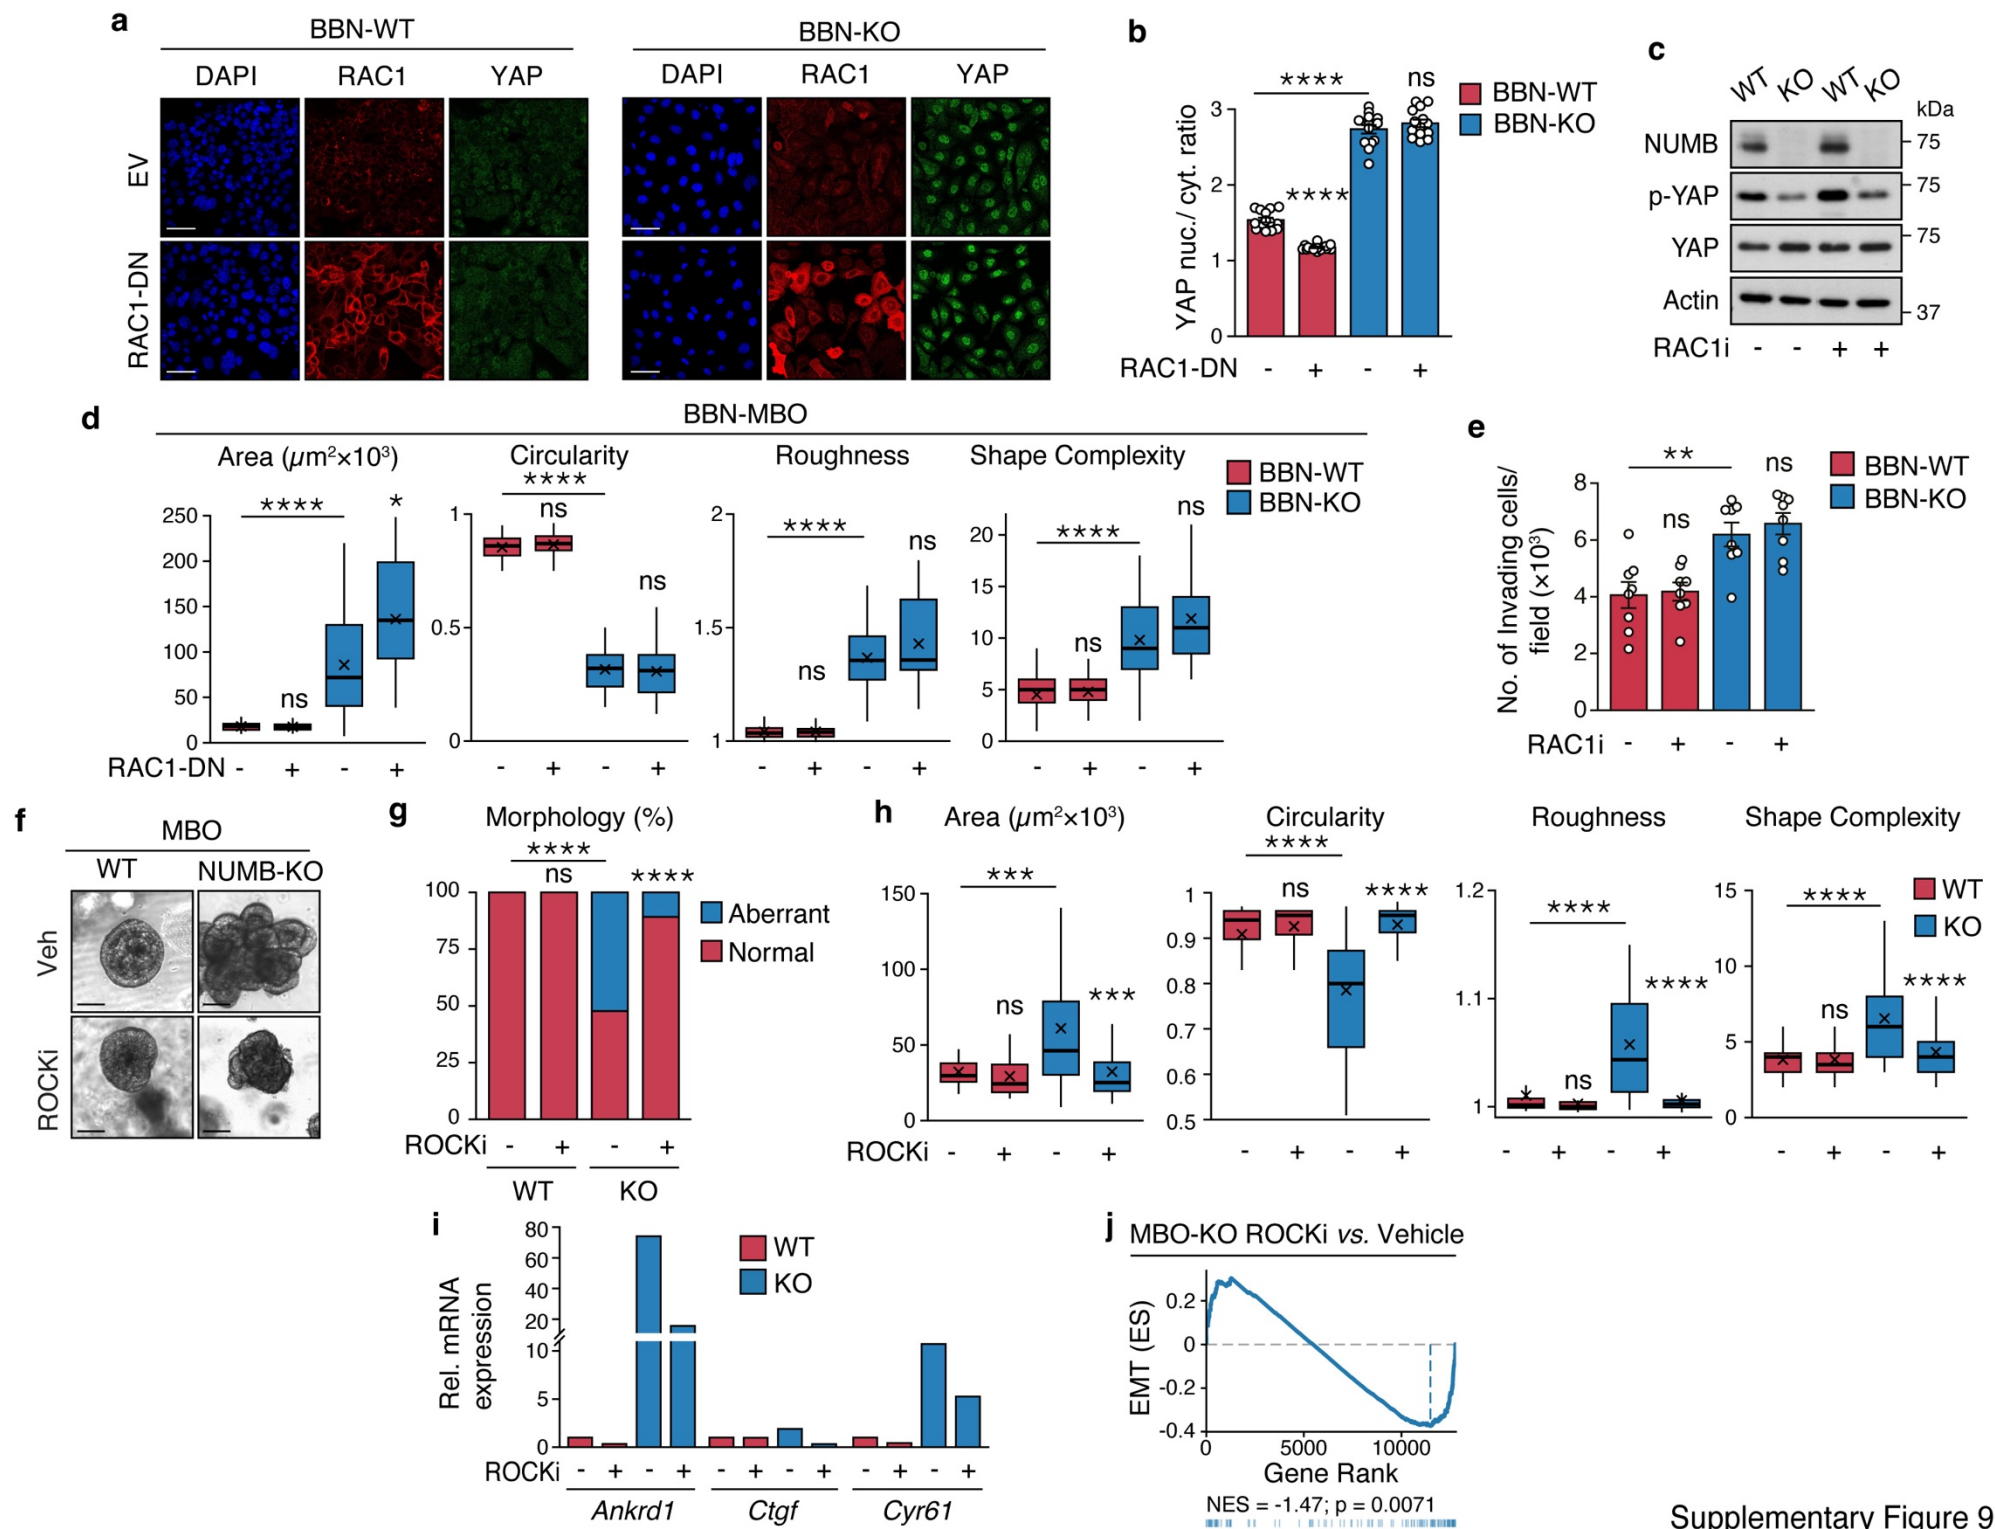 a
BBN-WT
BBN-KO
DAPI RAC1 YAP
DAPI RAC1 YAP
EV
RAC1-DN
b
YAP nuc./ cyt. ratio
3
2
1
0
****
****
ns
BBN-WT
BBN-KO
RAC1-DN - + - +
c
WT KO WT KO
kDa
NUMB 75
p-YAP 75
YAP 75
Actin 37
RAC1i - - + +
d
BBN-MBO
Area (µm²×10³)
250
200
150
100
50
0
****
ns
*
RAC1-DN - + - +
Circularity
1
0.5
0
****
ns
ns
- + - +
Roughness
2
1.5
1
****
ns
ns
- + - +
Shape Complexity
20
15
10
5
0
****
ns
ns
- + - +
BBN-WT
BBN-KO
e
No. of Invading cells/
field (×10³)
8
6
4
2
0
**
ns
ns
BBN-WT
BBN-KO
RAC1i - + - +
f
MBO
WT NUMB-KO
Veh
ROCKi
g
Morphology (%)
****
ns
****
100
75
50
25
0
Aberrant
Normal
ROCKi - + - +
WT KO
h
Area (µm²×10³)
150
100
50
0
***
ns
***
ROCKi - + - +
Circularity
1
0.9
0.8
0.7
0.6
0.5
****
ns
****
- + - +
Roughness
1.2
1.1
1
****
ns
****
- + - +
Shape Complexity
15
10
5
0
****
ns
****
- + - +
WT
KO
i
Rel. mRNA
expression
80
60
40
20
10
5
0
WT
KO
ROCKi - + - + - + - + - + - +
Ankrd1 Ctgf Cyr61
j
MBO-KO ROCKi vs. Vehicle
EMT (ES)
0.2
0
-0.2
-0.4
0 5000 10000
Gene Rank
NES = -1.47; p = 0.0071
Supplementary Figure 9